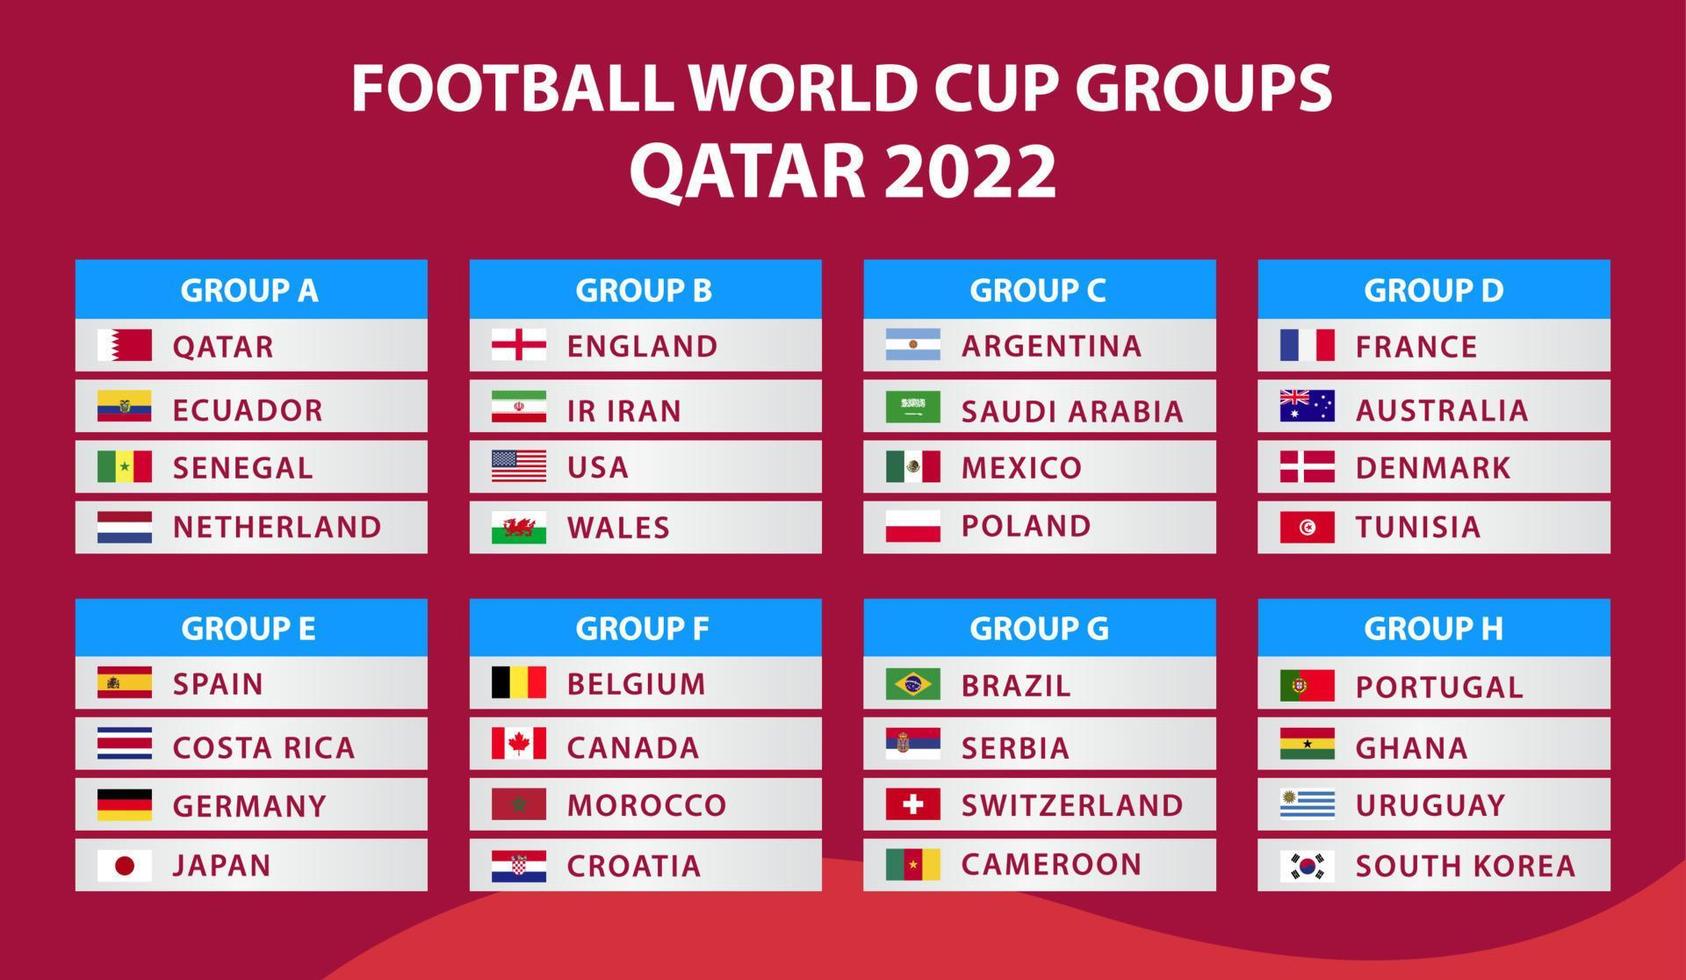 FOOTBALL WORLD CUP GROUPS
QATAR 2022
GROUP A
QATAR
ECUADOR
SENEGAL
NETHERLAND
GROUP B
ENGLAND
IR IRAN
USA
WALES
GROUP C
ARGENTINA
SAUDI ARABIA
MEXICO
POLAND
GROUP D
FRANCE
AUSTRALIA
DENMARK
TUNISIA
GROUP E
SPAIN
COSTA RICA
GERMANY
JAPAN
GROUP F
BELGIUM
CANADA
MOROCCO
CROATIA
GROUP G
BRAZIL
SERBIA
SWITZERLAND
CAMEROON
GROUP H
PORTUGAL
GHANA
URUGUAY
SOUTH KOREA